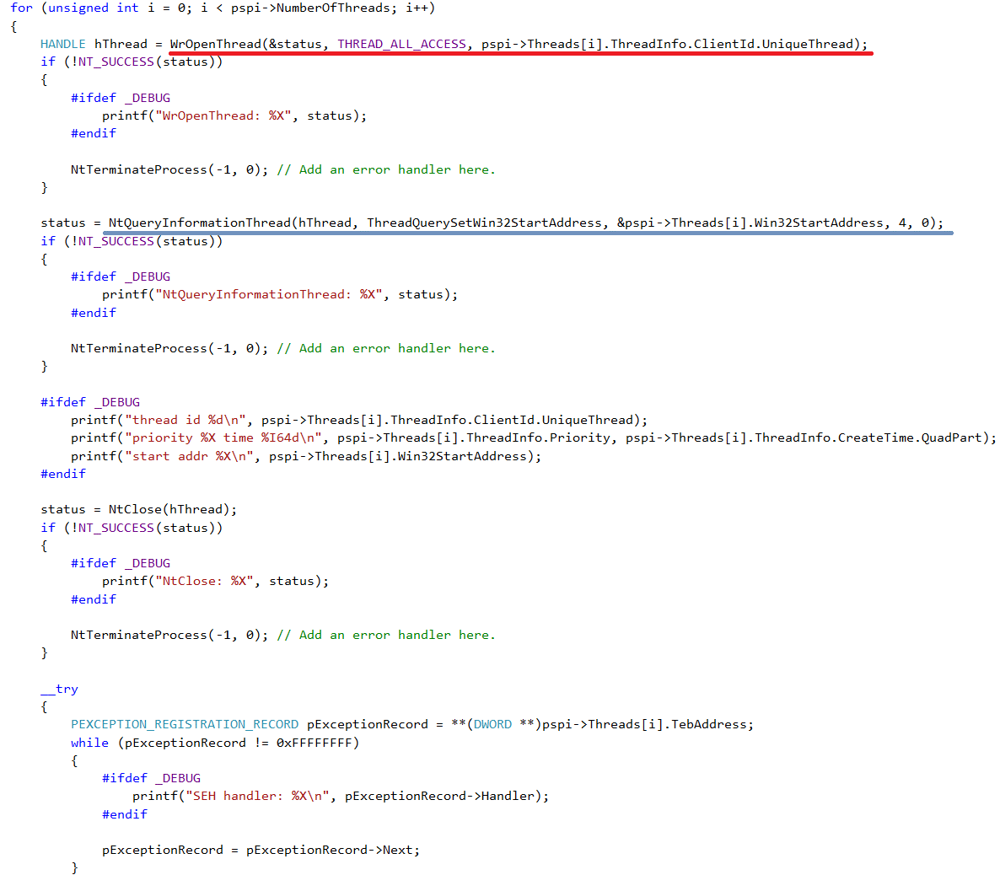 for (unsigned int i = 0; i < pspi->NumberOfThreads; i++)
{
HANDLE hThread = WrOpenThread(&status, THREAD_ALL_ACCESS, pspi->Threads[i].ThreadInfo.ClientId.UniqueThread);
if (!NT_SUCCESS(status))
{
#ifdef _DEBUG
printf("WrOpenThread: %X", status);
#endif
NtTerminateProcess(-1, 0); // Add an error handler here.
}
status = NtQueryInformationThread(hThread, ThreadQuerySetWin32StartAddress, &pspi->Threads[i].Win32StartAddress, 4, 0);
if (!NT_SUCCESS(status))
{
#ifdef _DEBUG
printf("NtQueryInformationThread: %X", status);
#endif
NtTerminateProcess(-1, 0); // Add an error handler here.
}
#ifdef _DEBUG
printf("thread id %d\n", pspi->Threads[i].ThreadInfo.ClientId.UniqueThread);
printf("priority %X time %I64d\n", pspi->Threads[i].ThreadInfo.Priority, pspi->Threads[i].ThreadInfo.CreateTime.QuadPart);
printf("start addr %X\n", pspi->Threads[i].Win32StartAddress);
#endif
status = NtClose(hThread);
if (!NT_SUCCESS(status))
{
#ifdef _DEBUG
printf("NtClose: %X", status);
#endif
NtTerminateProcess(-1, 0); // Add an error handler here.
}
__try
{
PEXCEPTION_REGISTRATION_RECORD pExceptionRecord = **(DWORD **)pspi->Threads[i].TebAddress;
while (pExceptionRecord != 0xFFFFFFFF)
{
#ifdef _DEBUG
printf("SEH handler: %X\n", pExceptionRecord->Handler);
#endif
pExceptionRecord = pExceptionRecord->Next;
}